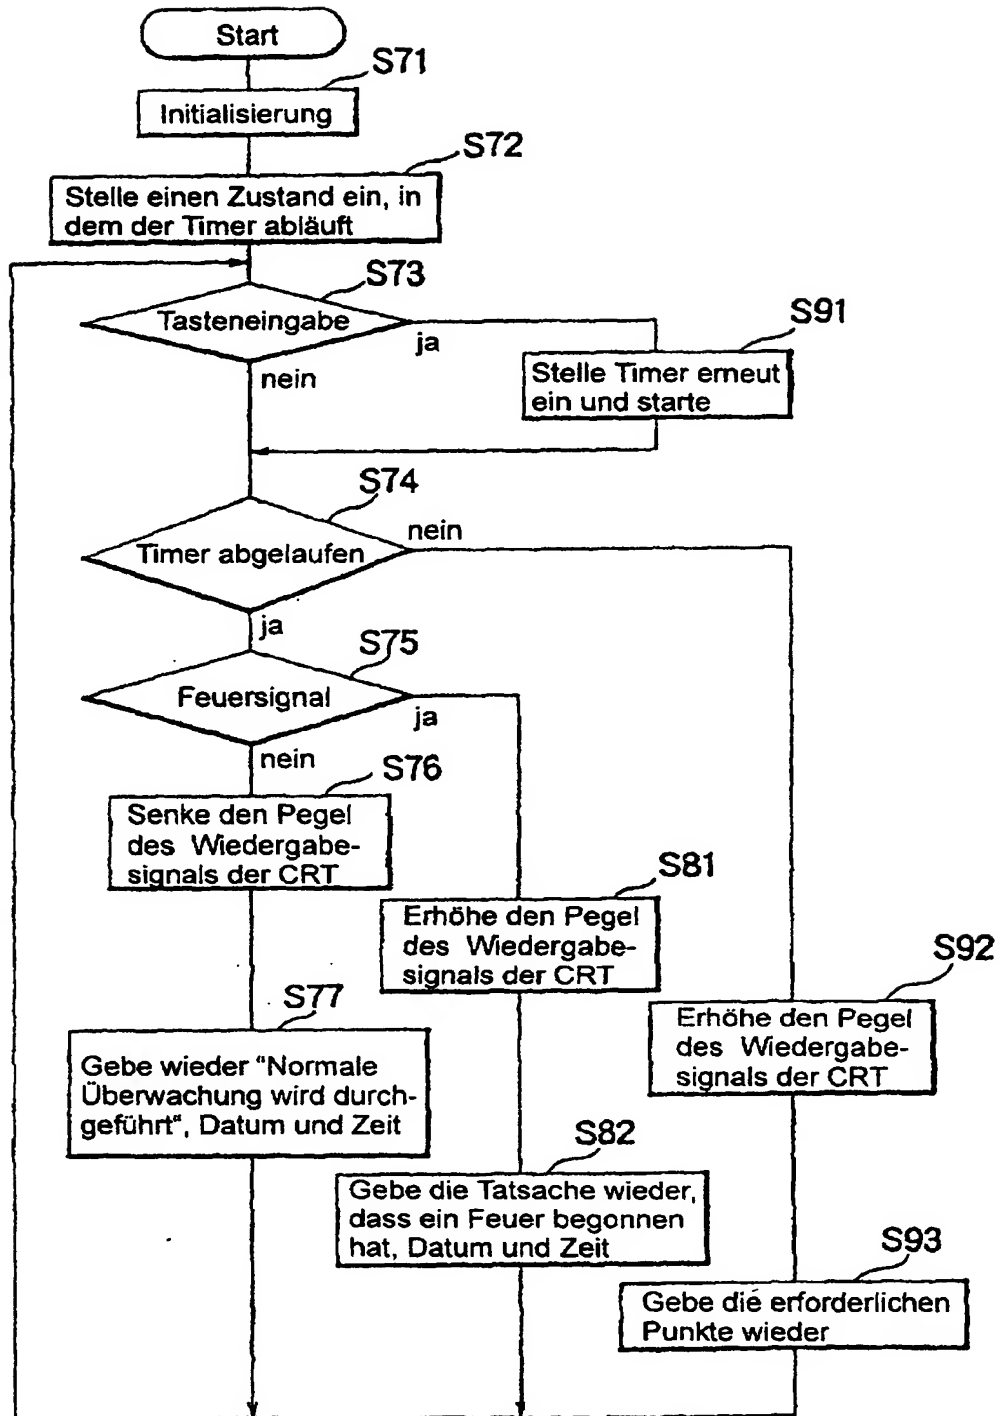 Start
S71
Initialisierung
S72
Stelle einen Zustand ein, in
dem der Timer abläuft
S73
Tasteneingabe
ja
nein
S91
Stelle Timer erneut
ein und starte
S74
Timer abgelaufen
nein
ja
S75
Feuersignal
ja
nein
S76
Senke den Pegel
des Wiedergabe-
signals der CRT
S81
Erhöhe den Pegel
des Wiedergabe-
signals der CRT
S92
Erhöhe den Pegel
des Wiedergabe-
signals der CRT
S77
Gebe wieder "Normale
Überwachung wird durch-
geführt", Datum und Zeit
S82
Gebe die Tatsache wieder,
dass ein Feuer begonnen
hat, Datum und Zeit
S93
Gebe die erforderlichen
Punkte wieder